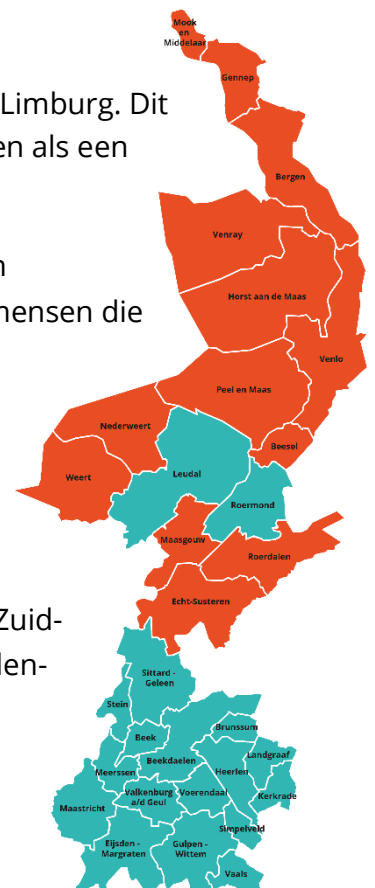 Limburg. Dit
en als een
n
mensen die
Zuid-
den-
Mook
en
Middelaar
Gennep
Bergen
Venray
Horst aan de Maas
Venlo
Peel en Maas
Nederweert
Beesel
Leudal
Weert
Roermond
Maasgouw
Roerdalen
Echt-Susteren
Sittard -
Geleen
Stein
Brunssum
Beek
Landgraaf
Beekdaelen
Meerssen
Heerlen
Valkenburg
a/d Geul
Voerendaal
Kerkrade
Maastricht
Simpelveld
Eijsden -
Margraten
Gulpen -
Wittem
Vaals